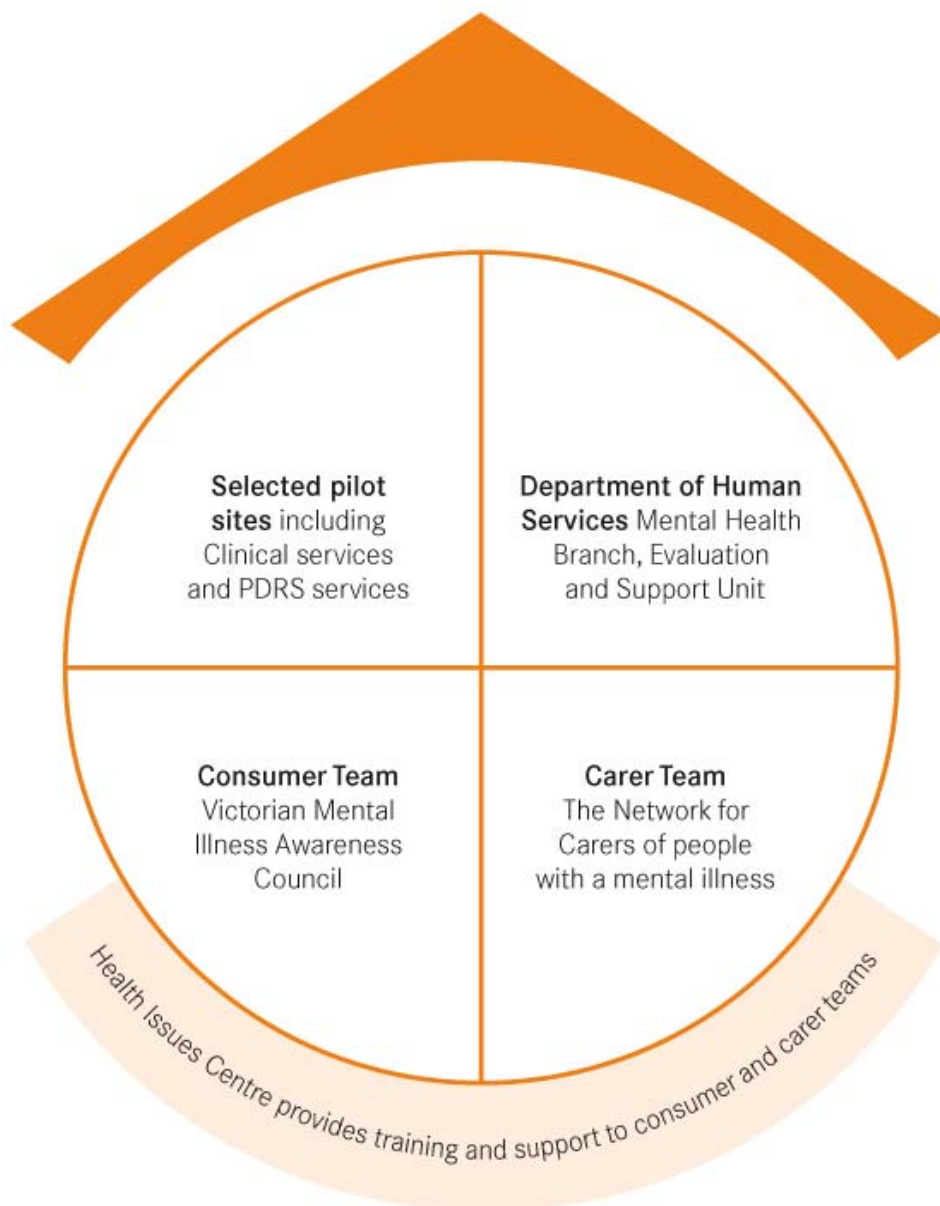 Selected pilot
sites including
Clinical services
and PDRS services
Department of Human
Services Mental Health
Branch, Evaluation
and Support Unit
Consumer Team
Victorian Mental
Illness Awareness
Council
Carer Team
The Network for
Carers of people
with a mental illness
Health Issues Centre provides training and support to consumer and carer teams